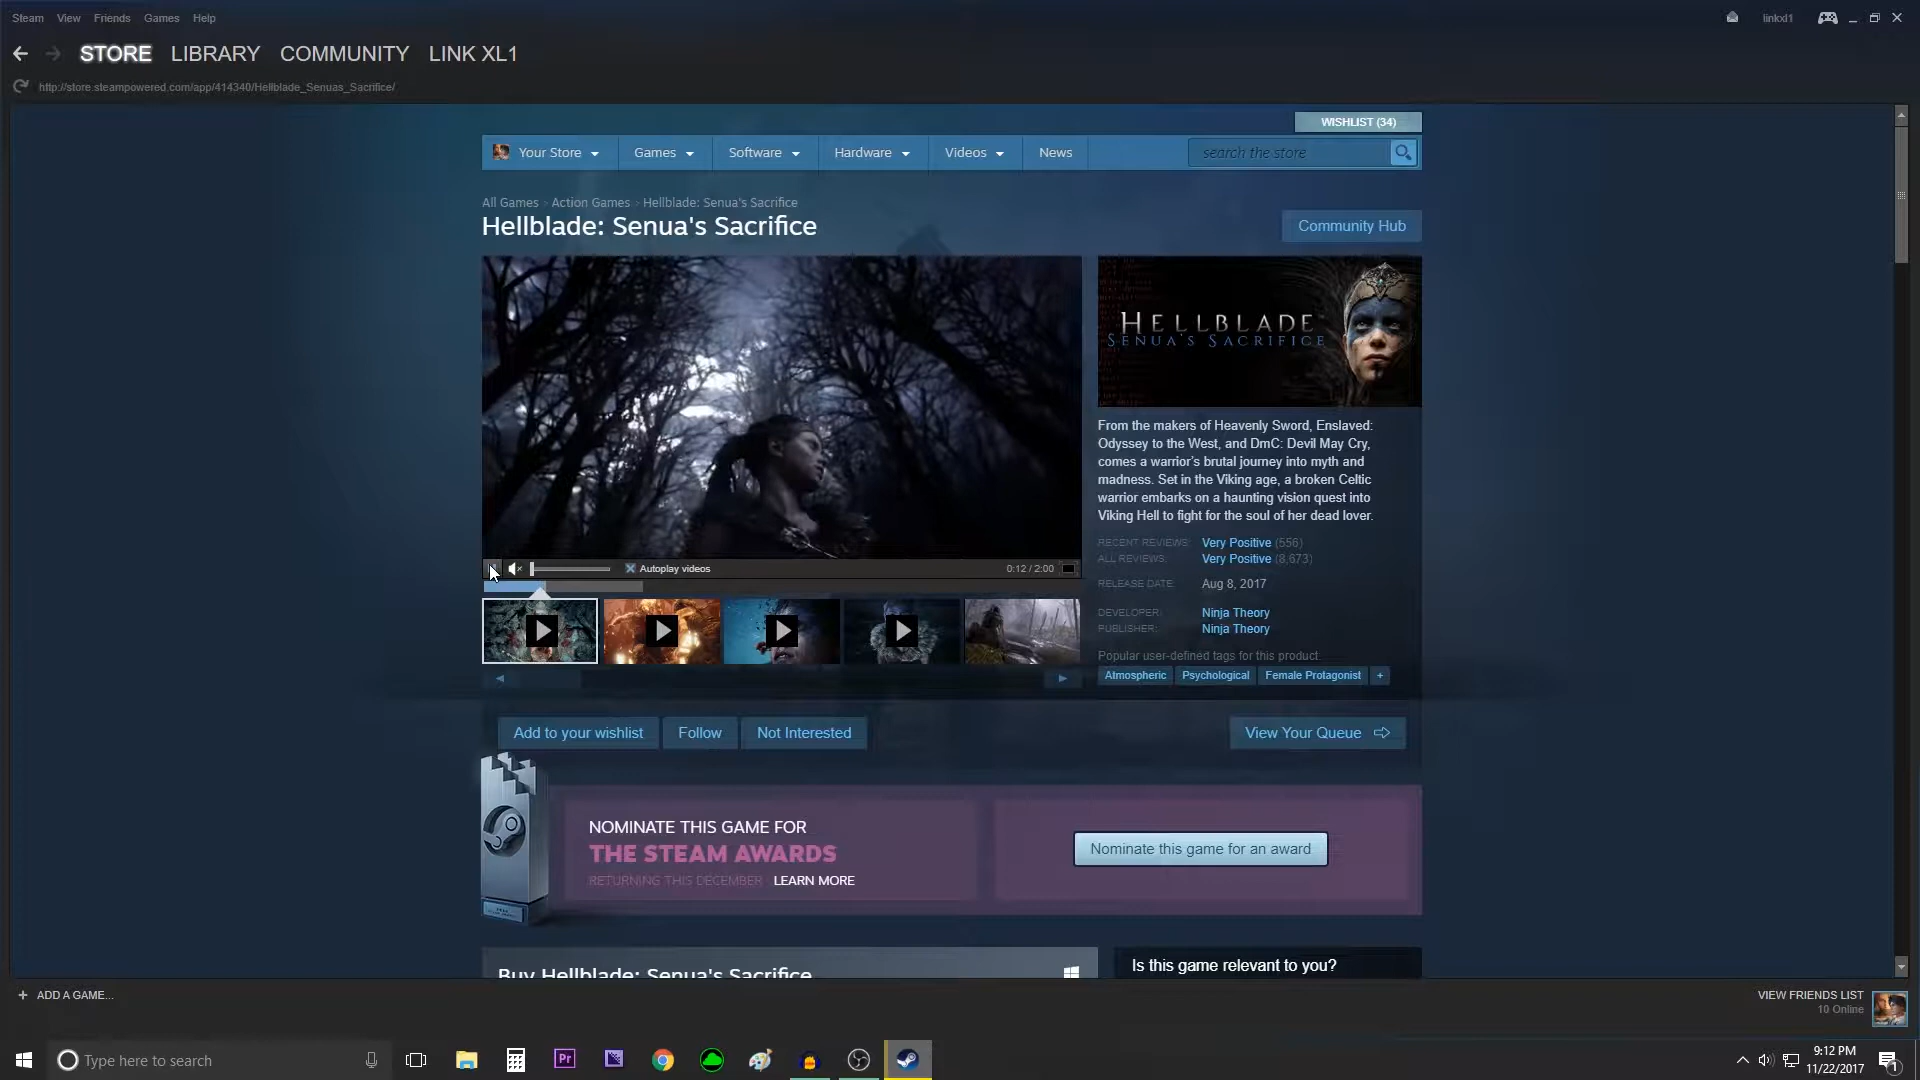 Steam View Friends Games Help
linkxl1
STORE LIBRARY COMMUNITY LINK XL1
http://store.steampowered.com/app/414340/Hellblade_Senuas_Sacrifice/
WISHLIST (34)
Your Store Games Software Hardware Videos News
search the store
All Games > Action Games > Hellblade: Senua's Sacrifice
Hellblade: Senua's Sacrifice
Community Hub
HELLBLADE
SENUA'S SACRIFICE
From the makers of Heavenly Sword, Enslaved:
Odyssey to the West, and DmC: Devil May Cry,
comes a warrior's brutal journey into myth and
madness. Set in the Viking age, a broken Celtic
warrior embarks on a haunting vision quest into
Viking Hell to fight for the soul of her dead lover.
RECENT REVIEWS: Very Positive (556)
ALL REVIEWS: Very Positive (8,673)
RELEASE DATE: Aug 8, 2017
DEVELOPER: Ninja Theory
PUBLISHER: Ninja Theory
Popular user-defined tags for this product:
Atmospheric Psychological Female Protagonist +
Autoplay videos
0:12 / 2:00
Add to your wishlist Follow Not Interested
View Your Queue
NOMINATE THIS GAME FOR
THE STEAM AWARDS
RETURNING THIS DECEMBER LEARN MORE
Nominate this game for an award
Buy Hellblade: Senua's Sacrifice
Is this game relevant to you?
+ ADD A GAME...
VIEW FRIENDS LIST
10 Online
Type here to search
Pr
9:12 PM
11/22/2017
1